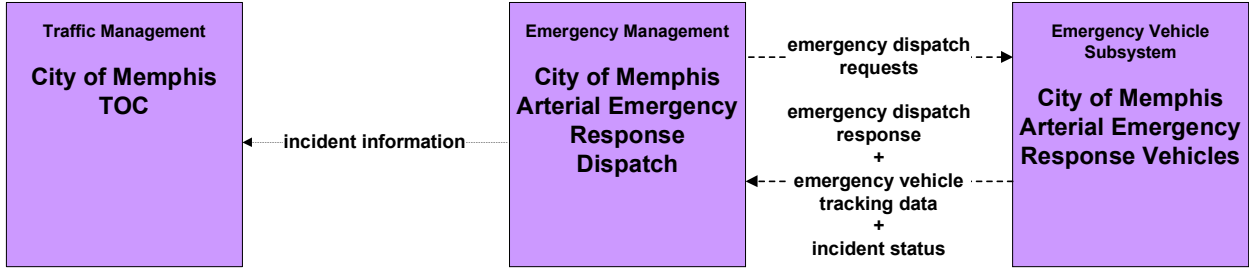 Traffic Management
City of Memphis
TOC
incident information
Emergency Management
City of Memphis
Arterial Emergency
Response
Dispatch
emergency dispatch
requests
emergency dispatch
response
+
emergency vehicle
tracking data
+
incident status
Emergency Vehicle
Subsystem
City of Memphis
Arterial Emergency
Response Vehicles